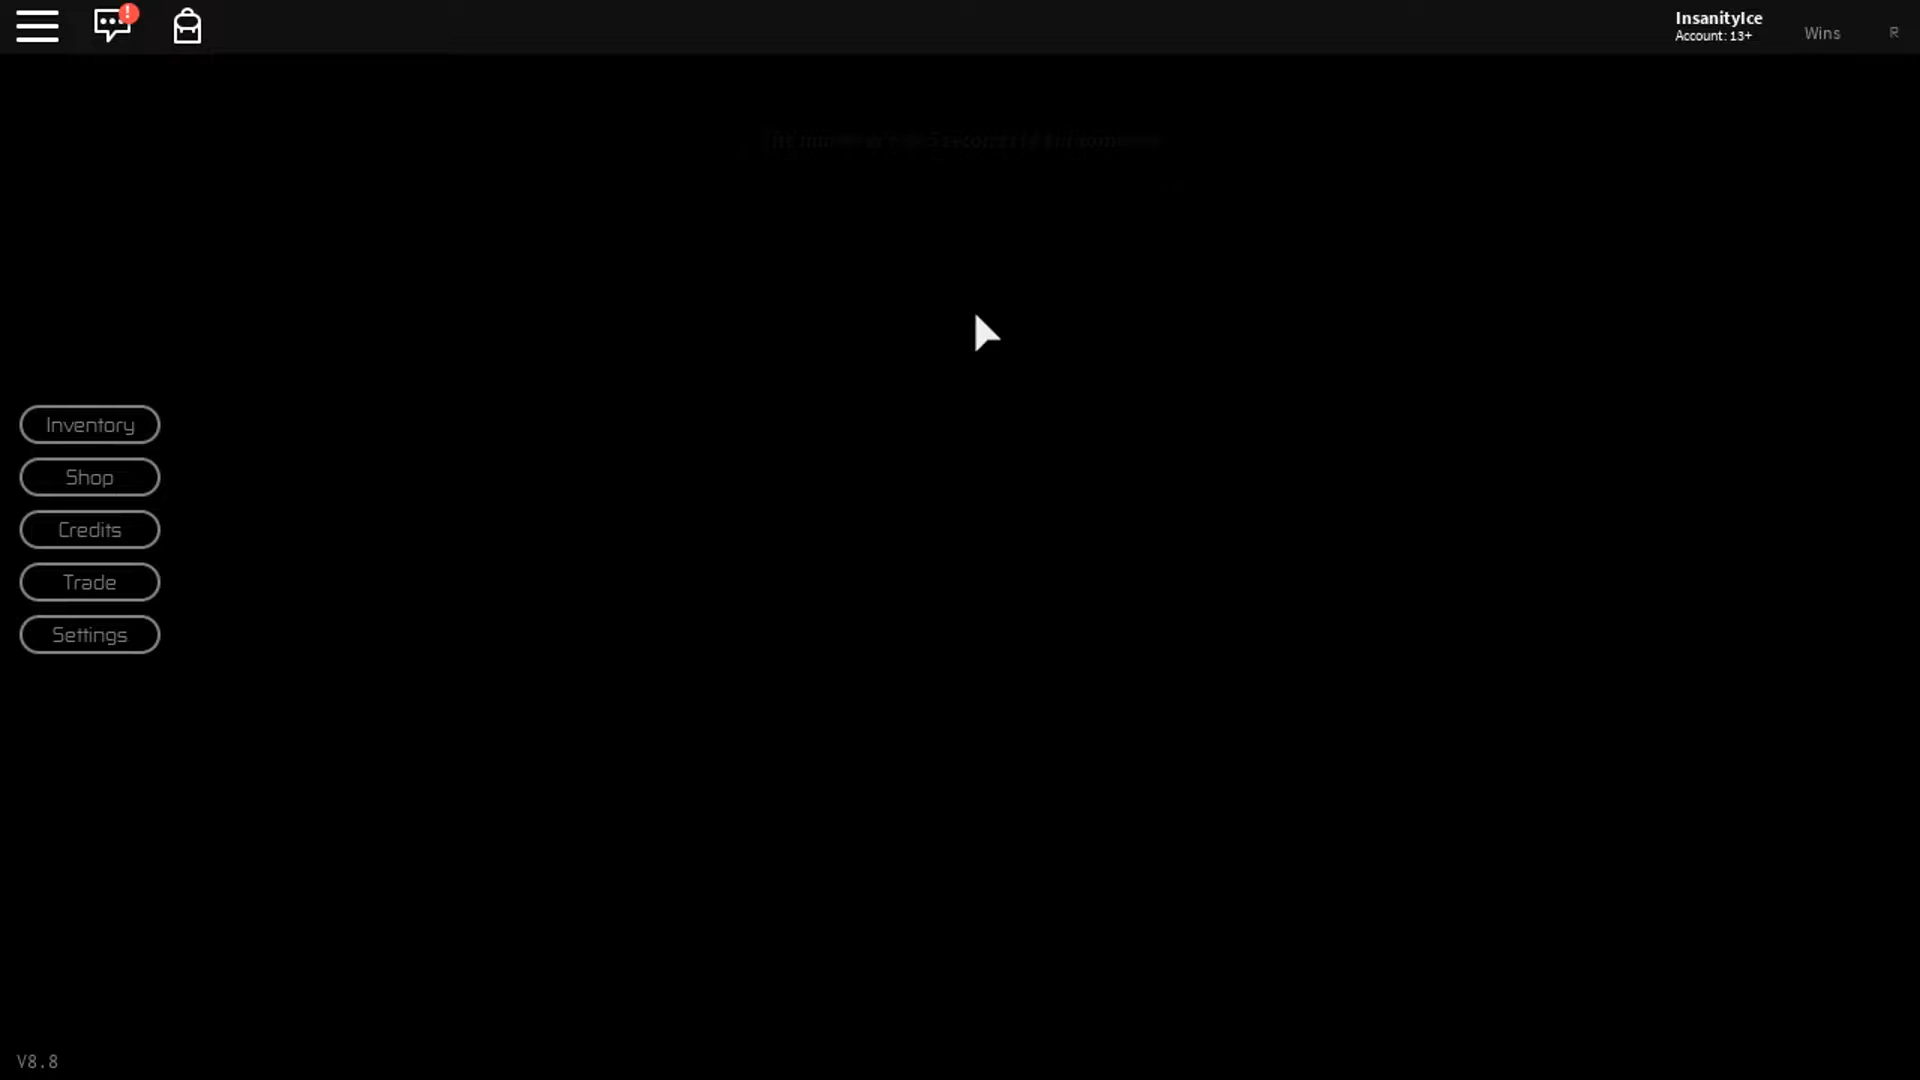 InsanityIce
Account: 13+
Wins
R
Inventory
Shop
Credits
Trade
Settings
V8.8